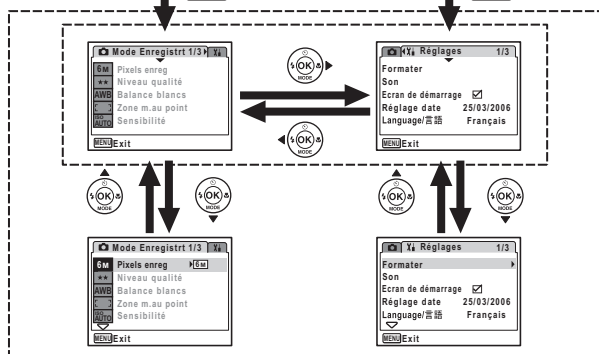 Mode Enregistrt 1/3
6M Pixels enreg
★★ Niveau qualité
AWB Balance blancs
[ ] Zone m.au point
ISO AUTO Sensibilité
MENU Exit
OK
MODE
OK
MODE
Réglages 1/3
Formater
Son
Ecran de démarrage ☑
Réglage date 25/03/2006
Language/言語 Français
MENU Exit
OK
MODE
OK
MODE
OK
MODE
OK
MODE
Mode Enregistrt 1/3
6M Pixels enreg 6M
★★ Niveau qualité
AWB Balance blancs
[ ] Zone m.au point
ISO AUTO Sensibilité
MENU Exit
Réglages 1/3
Formater
Son
Ecran de démarrage ☑
Réglage date 25/03/2006
Language/言語 Français
MENU Exit